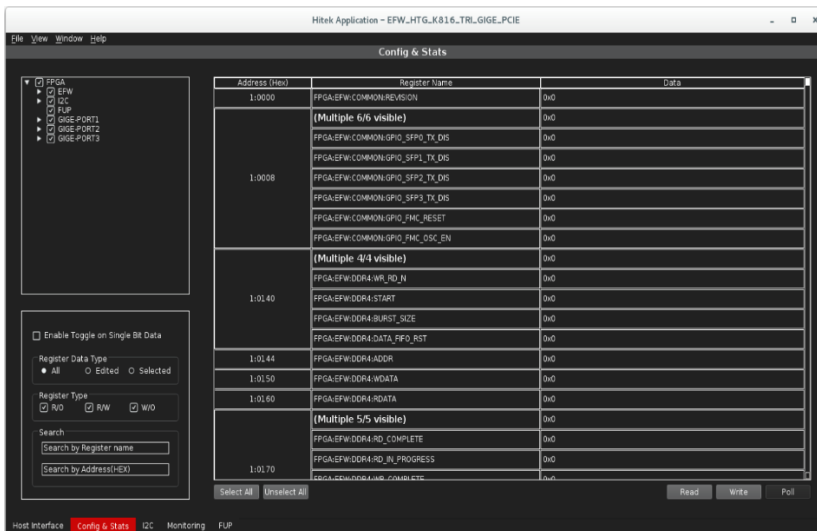 Hitek Application – EFW_HTG_K816_TRI_GIGE_PCIE
File View Window Help
Config & Stats
FPGA
EFW
I2C
FUP
GIGE-PORT1
GIGE-PORT2
GIGE-PORT3
Enable Toggle on Single Bit Data
Register Data Type
All Edited Selected
Register Type
R/O R/W W/O
Search
Search by Register name
Search by Address(HEX)
Address (Hex) Register Name Data
1:0000 FPGA:EFW:COMMON:REVISION 0x0
(Multiple 6/6 visible) 0x0
FPGA:EFW:COMMON:GPIO_SFP0_TX_DIS 0x0
FPGA:EFW:COMMON:GPIO_SFP1_TX_DIS 0x0
1:0008 FPGA:EFW:COMMON:GPIO_SFP2_TX_DIS 0x0
FPGA:EFW:COMMON:GPIO_SFP3_TX_DIS 0x0
FPGA:EFW:COMMON:GPIO_FMC_RESET 0x0
FPGA:EFW:COMMON:GPIO_FMC_OSC_EN 0x0
(Multiple 4/4 visible) 0x0
FPGA:EFW:DDR4:WR_RD_N 0x0
1:0140 FPGA:EFW:DDR4:START 0x0
FPGA:EFW:DDR4:BURST_SIZE 0x0
FPGA:EFW:DDR4:DATA_FIFO_RST 0x0
1:0144 FPGA:EFW:DDR4:ADDR 0x0
1:0150 FPGA:EFW:DDR4:WDATA 0x0
1:0160 FPGA:EFW:DDR4:RDATA 0x0
(Multiple 5/5 visible) 0x0
FPGA:EFW:DDR4:RD_COMPLETE 0x0
1:0170 FPGA:EFW:DDR4:RD_IN_PROGRESS 0x0
FPGA:EFW:DDR4:WR_COMPLETE 0x0
Select All Unselect All Read Write Poll
Host Interface Config & Stats I2C Monitoring FUP